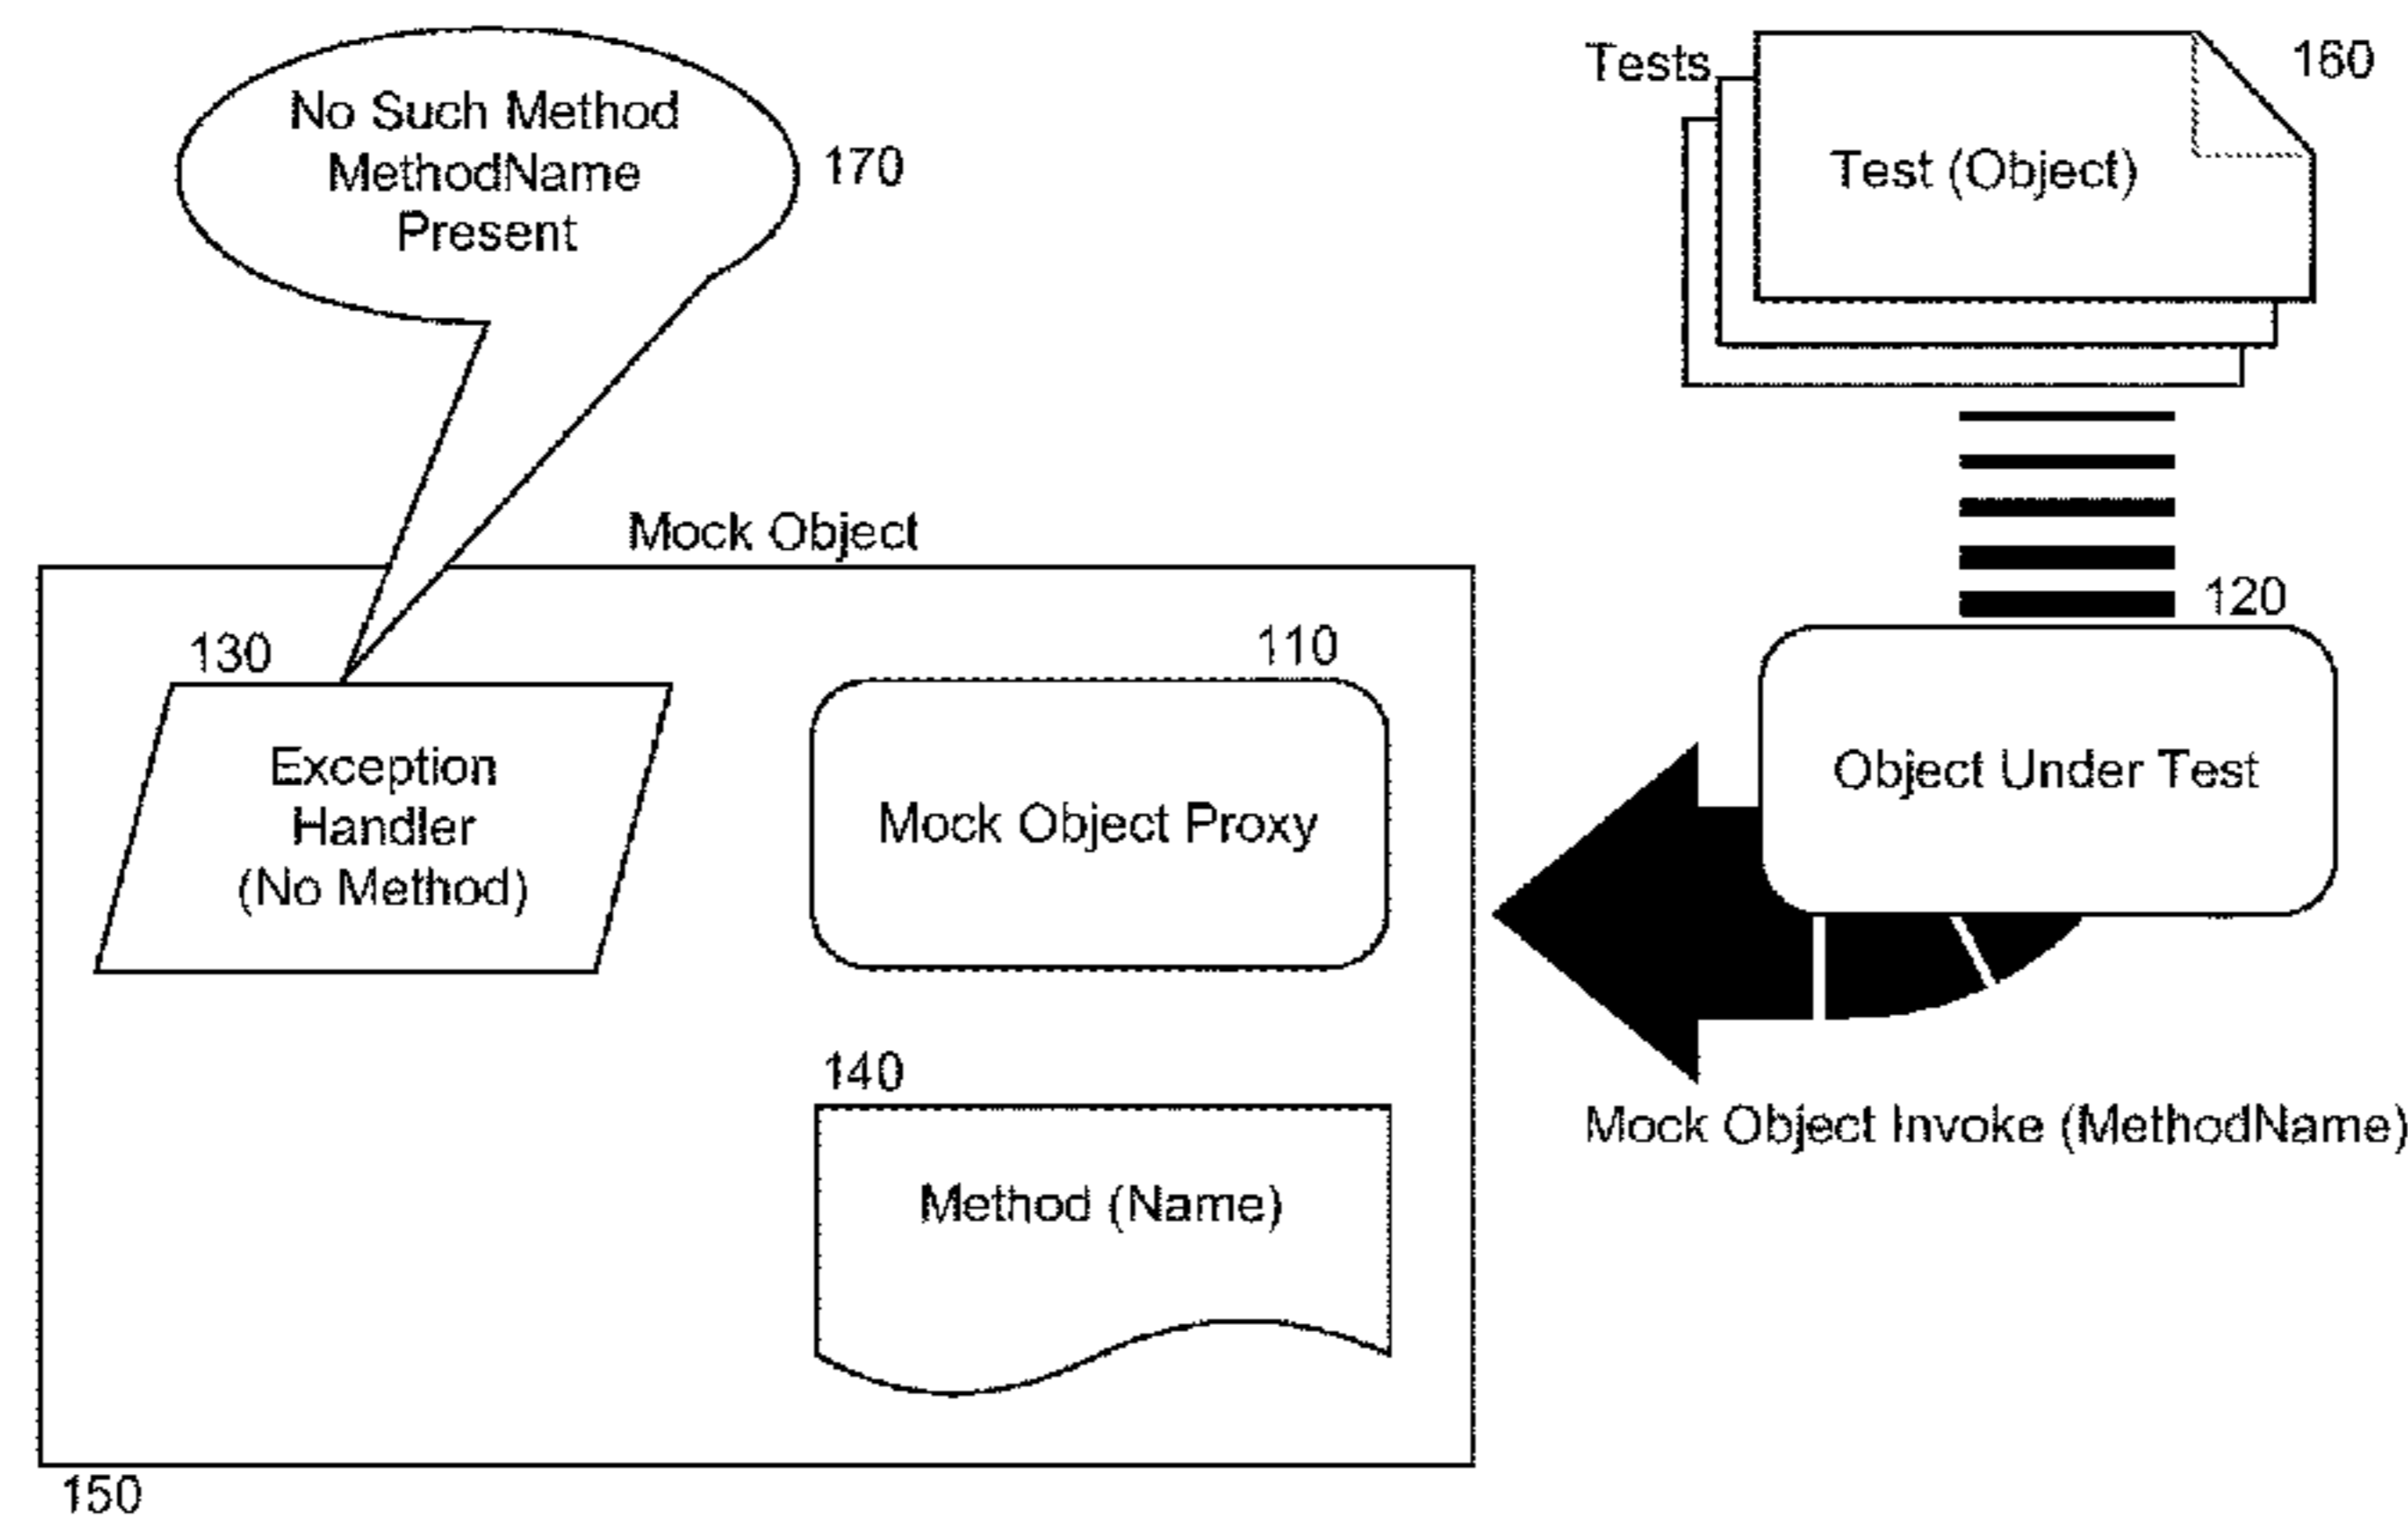 No Such Method
MethodName
Present
170
Tests
160
Test (Object)
Mock Object
120
130
110
Exception
Handler
(No Method)
Mock Object Proxy
Object Under Test
140
Method (Name)
Mock Object Invoke (MethodName)
150